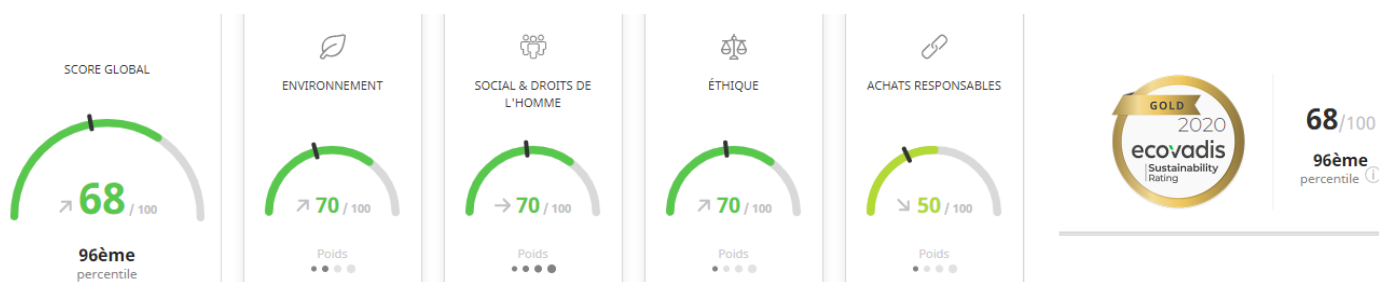 SCORE GLOBAL
68 / 100
96ème
percentile
ENVIRONNEMENT
70 / 100
Poids
SOCIAL & DROITS DE
L'HOMME
70 / 100
Poids
ÉTHIQUE
70 / 100
Poids
ACHATS RESPONSABLES
50 / 100
Poids
GOLD
2020
ecovadis
Sustainability
Rating
68/100
96ème
percentile